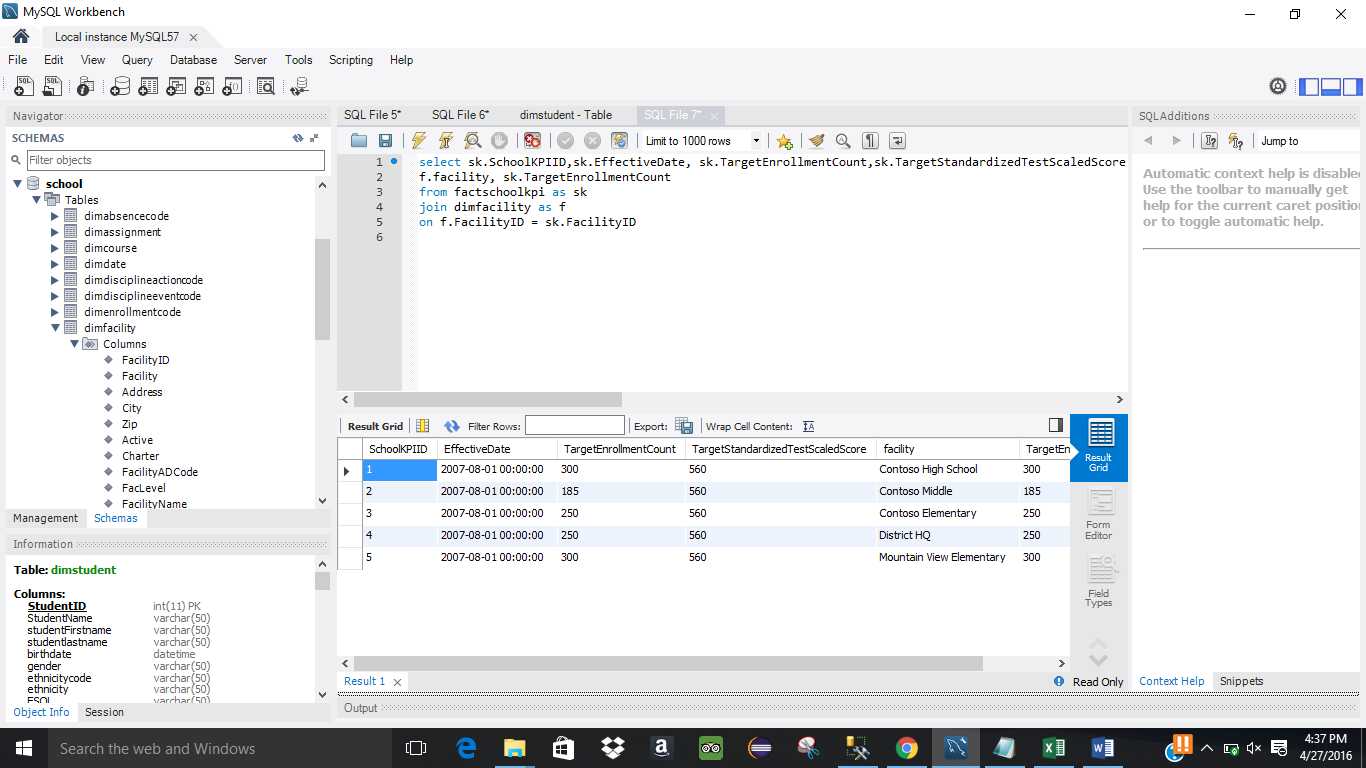 MySQL Workbench
Local instance MySQL57
File Edit View Query Database Server Tools Scripting Help
Navigator
SCHEMAS
Filter objects
school
Tables
dimabsencecode
dimassignment
dimcourse
dimdate
dimdisciplineactioncode
dimdisciplineeventcode
dimenrollmentcode
dimfacility
Columns
FacilityID
Facility
Address
City
Zip
Active
Charter
FacilityADCode
FacLevel
FacilityName
Management Schemas
Information
Table: dimstudent
Columns:
StudentID int(11) PK
StudentName varchar(50)
studentFirstname varchar(50)
studentlastname varchar(50)
birthdate datetime
gender varchar(50)
ethnicitycode varchar(50)
ethnicity varchar(50)
varchar(50)
Object Info Session
SQL File 5* SQL File 6* dimstudent - Table SQL File 7*
Limit to 1000 rows
1 select sk.SchoolKPIID,sk.EffectiveDate, sk.TargetEnrollmentCount,sk.TargetStandardizedTestScaledScore
2 f.facility, sk.TargetEnrollmentCount
3 from factschoolkpi as sk
4 join dimfacility as f
5 on f.FacilityID = sk.FacilityID
6
Result Grid Filter Rows: Export: Wrap Cell Content:
SchoolKPIID EffectiveDate TargetEnrollmentCount TargetStandardizedTestScaledScore facility TargetEn
1 2007-08-01 00:00:00 300 560 Contoso High School 300
2 2007-08-01 00:00:00 185 560 Contoso Middle 185
3 2007-08-01 00:00:00 250 560 Contoso Elementary 250
4 2007-08-01 00:00:00 250 560 District HQ 250
5 2007-08-01 00:00:00 300 560 Mountain View Elementary 300
Result Grid
Form Editor
Field Types
Result 1
Read Only
Output
SQLAdditions
Jump to
Automatic context help is disabled
Use the toolbar to manually get
help for the current caret position
or to toggle automatic help.
Context Help Snippets
Search the web and Windows
4:37 PM
4/27/2016